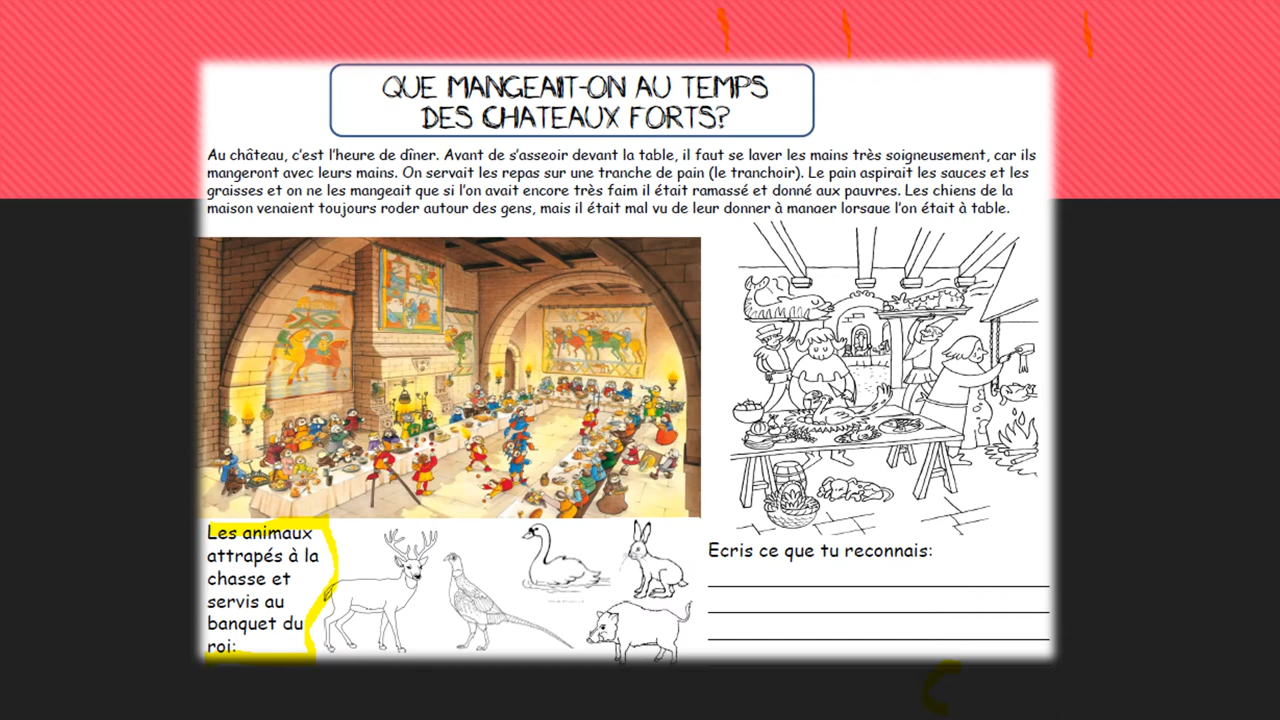 QUE MANGEAIT-ON AU TEMPS
DES CHATEAUX FORTS?
Au château, c'est l'heure de dîner. Avant de s'asseoir devant la table, il faut se laver les mains très soigneusement, car ils
mangeront avec leurs mains. On servait les repas sur une tranche de pain (le tranchoir). Le pain aspirait les sauces et les
graisses et on ne les mangeait que si l'on avait encore très faim il était ramassé et donné aux pauvres. Les chiens de la
maison venaient toujours roder autour des gens, mais il était mal vu de leur donner à manger lorsque l'on était à table.
Les animaux
attrapés à la
chasse et
servis au
banquet du
roi:
Ecris ce que tu reconnais: